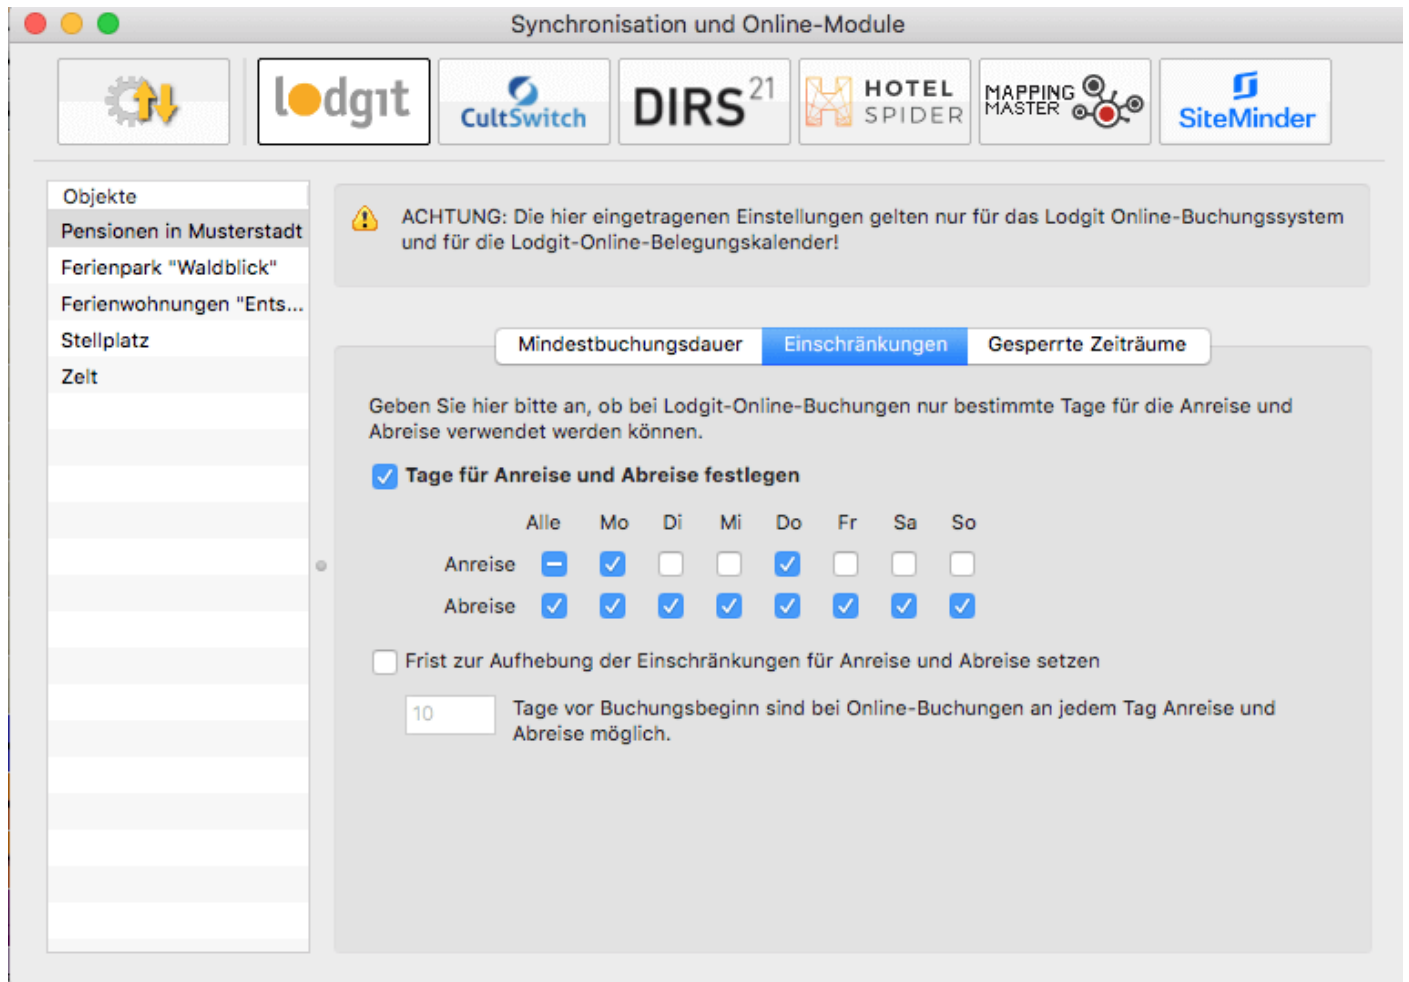 Synchronisation und Online-Module
lodgit
CultSwitch
DIRS21
HOTEL
SPIDER
MAPPING
MASTER
SiteMinder
Objekte
Pensionen in Musterstadt
Ferienpark "Waldblick"
Ferienwohnungen "Ents...
Stellplatz
Zelt
ACHTUNG: Die hier eingetragenen Einstellungen gelten nur für das Lodgit Online-Buchungssystem
und für die Lodgit-Online-Belegungskalender!
Mindestbuchungsdauer Einschränkungen Gesperrte Zeiträume
Geben Sie hier bitte an, ob bei Lodgit-Online-Buchungen nur bestimmte Tage für die Anreise und
Abreise verwendet werden können.
Tage für Anreise und Abreise festlegen
Alle Mo Di Mi Do Fr Sa So
Anreise
Abreise
Frist zur Aufhebung der Einschränkungen für Anreise und Abreise setzen
10 Tage vor Buchungsbeginn sind bei Online-Buchungen an jedem Tag Anreise und
Abreise möglich.